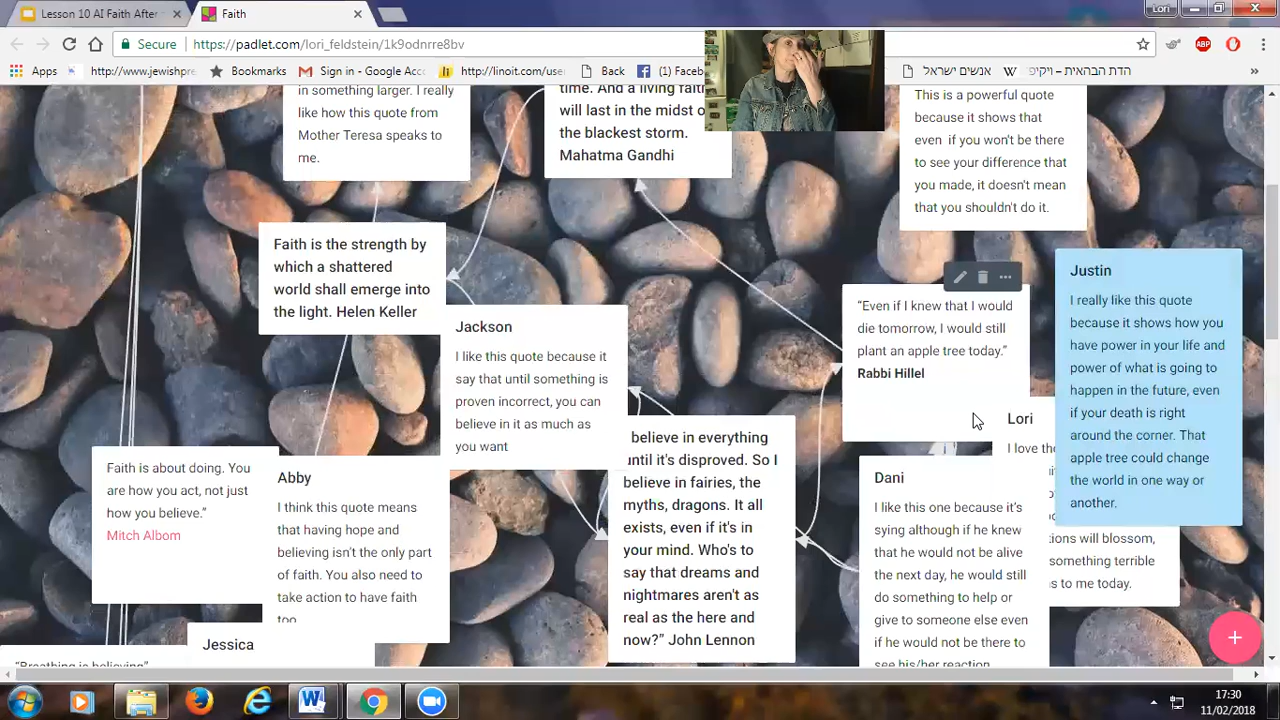 Lesson 10 AI Faith After
Faith
Lori
Secure
https://padlet.com/lori_feldstein/1k9odnrre8bv
ABP
Apps
http://www.jewishpre
Bookmarks
Sign in - Google Acc
http://linoit.com/use
Back
(1) Faceb
אנשים ישראל
הדת הבהאית – ויקיפ
in something larger. I really
like how this quote from
Mother Teresa speaks to
me.
time. And a living fait
will last in the midst o
the blackest storm.
Mahatma Gandhi
This is a powerful quote
because it shows that
even if you won't be there
to see your difference that
you made, it doesn't mean
that you shouldn't do it.
Faith is the strength by
which a shattered
world shall emerge into
the light. Helen Keller
Jackson
I like this quote because it
say that until something is
proven incorrect, you can
believe in it as much as
you want
“Even if I knew that I would
die tomorrow, I would still
plant an apple tree today.”
Rabbi Hillel
Justin
I really like this quote
because it shows how you
have power in your life and
power of what is going to
happen in the future, even
if your death is right
around the corner. That
apple tree could change
the world in one way or
another.
Lori
I love tho
tions will blossom,
something terrible
s to me today.
Faith is about doing. You
are how you act, not just
how you believe.”
Mitch Albom
Abby
I think this quote means
that having hope and
believing isn't the only part
of faith. You also need to
take action to have faith
too
believe in everything
until it's disproved. So I
believe in fairies, the
myths, dragons. It all
exists, even if it's in
your mind. Who's to
say that dreams and
nightmares aren't as
real as the here and
now?” John Lennon
Dani
I like this one because it's
sying although if he knew
that he would not be alive
the next day, he would still
do something to help or
give to someone else even
if he would not be there to
see his/her reaction
Jessica
“Breathing is believing”
17:30
11/02/2018